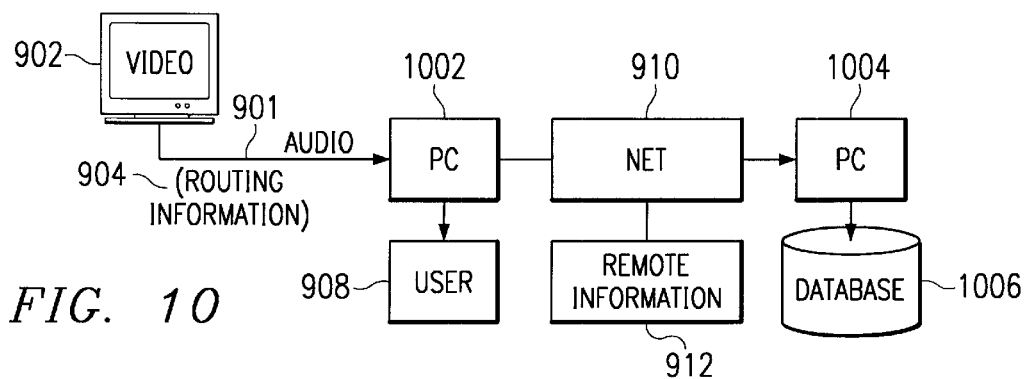 902
VIDEO
901
AUDIO
904
(ROUTING
INFORMATION)
1002
PC
910
NET
1004
PC
908
USER
REMOTE
INFORMATION
912
DATABASE
1006
FIG. 10